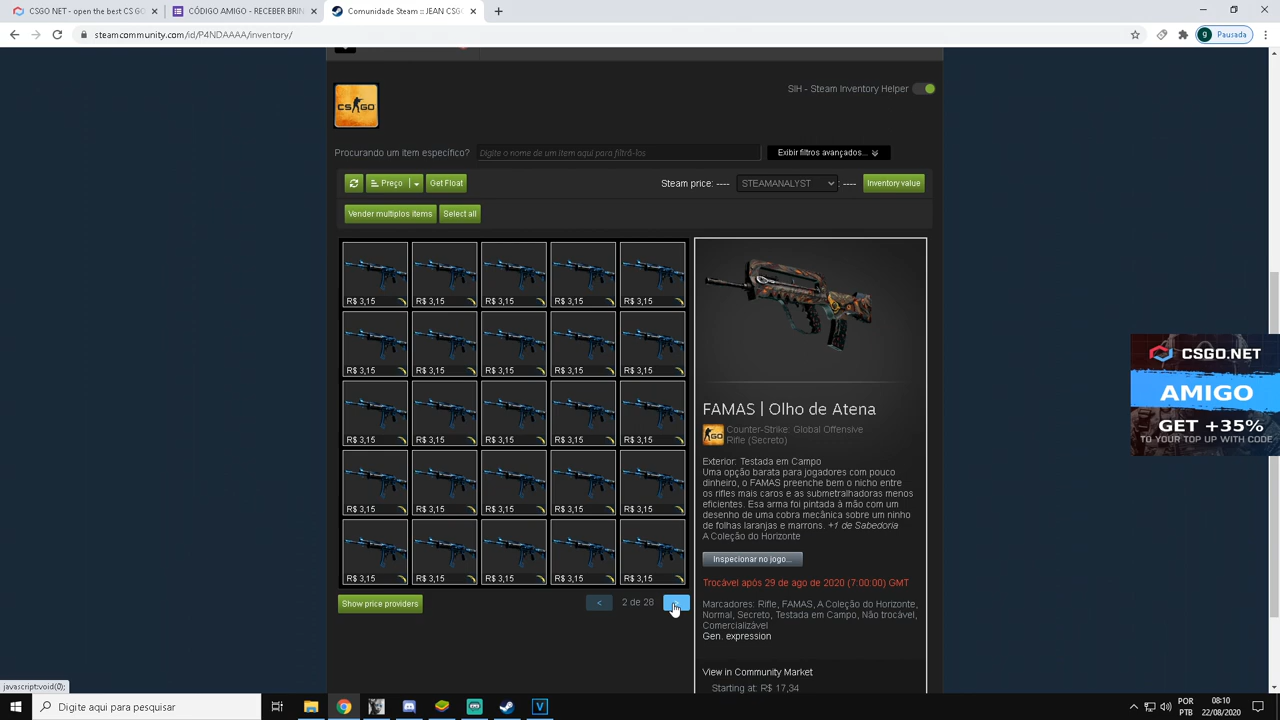 CSGO NET - open the best CS GO
CÓDIGO AMIGO - RECEBER BRIN
Comunidade Steam :: JEAN CSGO
steamcommunity.com/id/P4NDAAAA/inventory/
g Pausada
CS GO
SIH - Steam Inventory Helper
Procurando um item específico? Digite o nome de um item aqui para filtrá-los Exibir filtros avançados...
Preço Get Float Steam price: ---- STEAMANALYST : ---- Inventory value
Vender multiplos items Select all
R$ 3,15 R$ 3,15 R$ 3,15 R$ 3,15 R$ 3,15
R$ 3,15 R$ 3,15 R$ 3,15 R$ 3,15 R$ 3,15
R$ 3,15 R$ 3,15 R$ 3,15 R$ 3,15 R$ 3,15
R$ 3,15 R$ 3,15 R$ 3,15 R$ 3,15 R$ 3,15
R$ 3,15 R$ 3,15 R$ 3,15 R$ 3,15 R$ 3,15
Show price providers < 2 de 28
FAMAS | Olho de Atena
GO
Counter-Strike: Global Offensive
Rifle (Secreto)
Exterior: Testada em Campo
Uma opção barata para jogadores com pouco
dinheiro, o FAMAS preenche bem o nicho entre
os rifles mais caros e as submetralhadoras menos
eficientes. Esa arma foi pintada à mão com um
desenho de uma cobra mecânica sobre um ninho
de folhas laranjas e marrons. +1 de Sabedoria
A Coleção do Horizonte
Inspecionar no jogo...
Trocável após 29 de ago de 2020 (7:00:00) GMT
Marcadores: Rifle, FAMAS, A Coleção do Horizonte,
Normal, Secreto, Testada em Campo, Não trocável,
Comercializável
Gen. expression
View in Community Market
Starting at: R$ 17,34
CSGO.NET
AMIGO
GET +35%
TO YOUR TOP UP WITH CODE
javascript:void(0);
Digite aqui para pesquisar
POR
PTB
08:10
22/08/2020